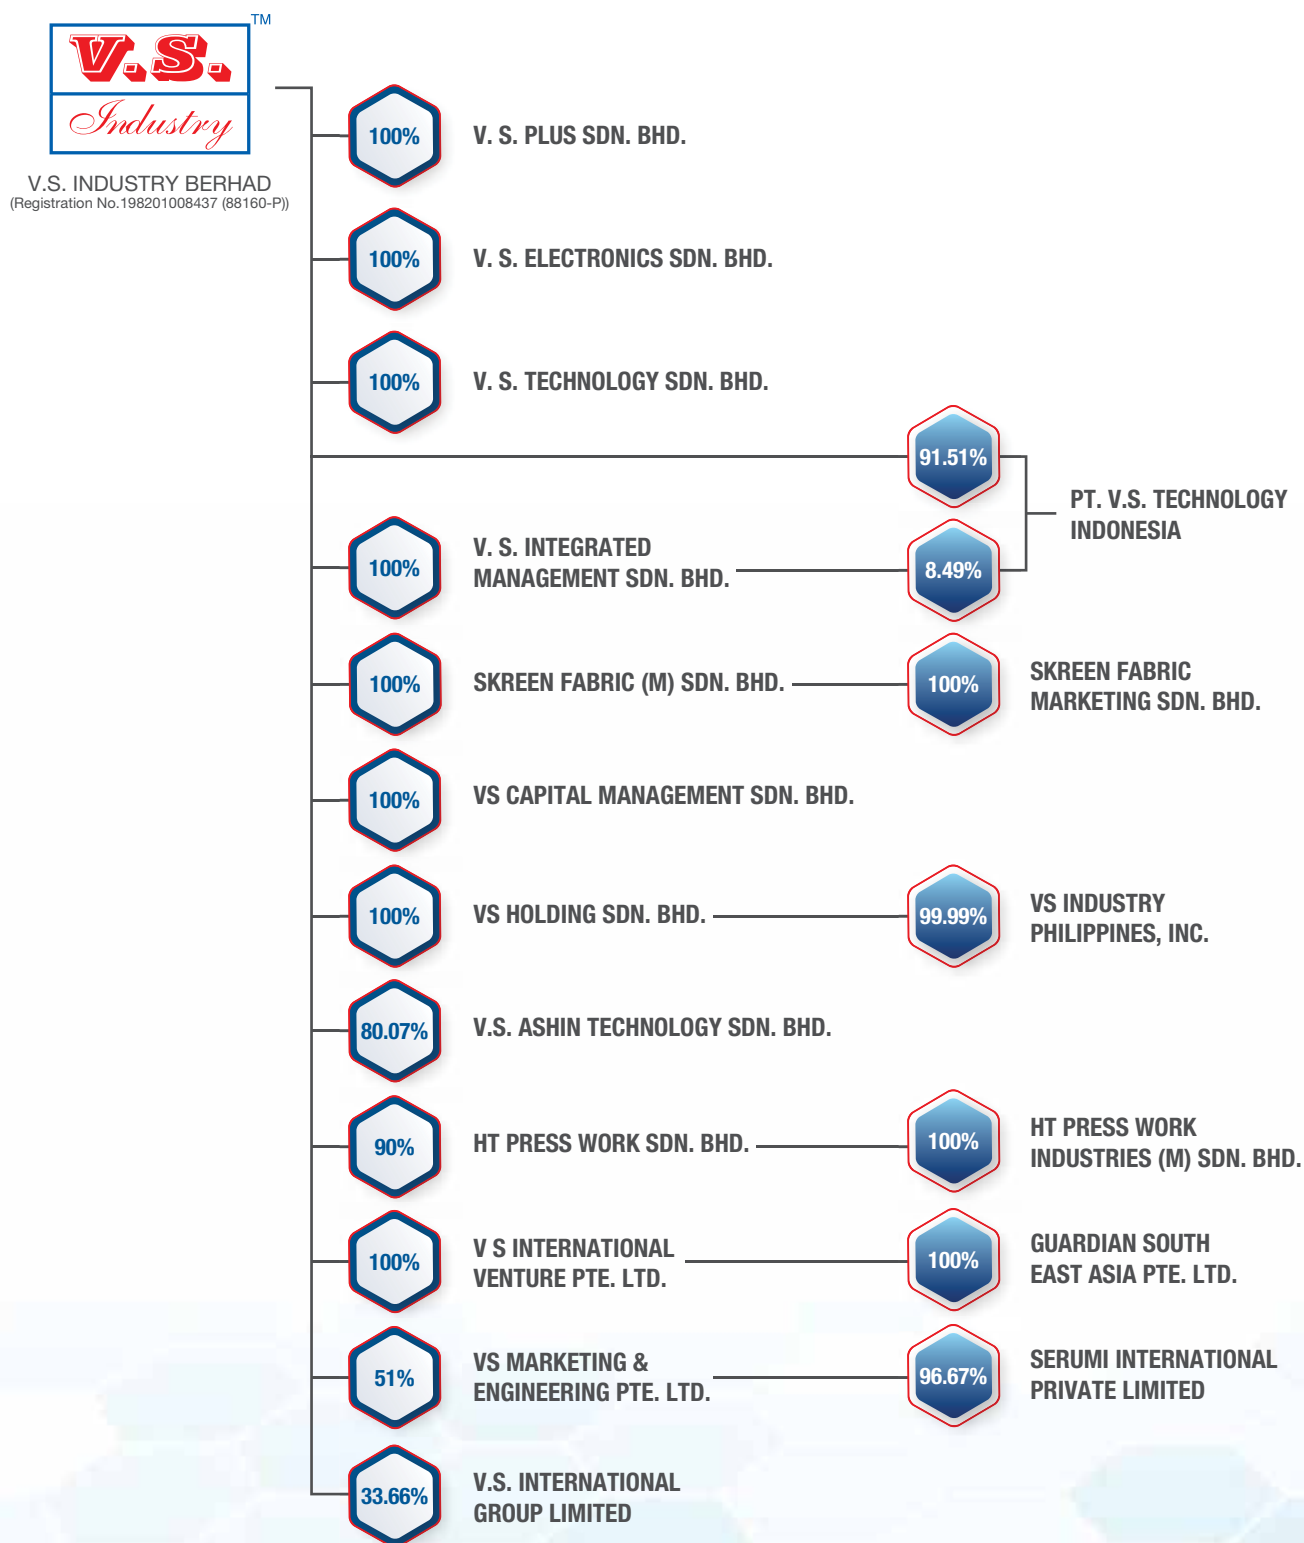 TM
V.S.
Industry
V.S. INDUSTRY BERHAD
(Registration No.198201008437 (88160-P))
100%
V. S. PLUS SDN. BHD.
100%
V. S. ELECTRONICS SDN. BHD.
100%
V. S. TECHNOLOGY SDN. BHD.
91.51%
PT. V.S. TECHNOLOGY
INDONESIA
100%
V. S. INTEGRATED
MANAGEMENT SDN. BHD.
8.49%
100%
SKREEN FABRIC (M) SDN. BHD.
100%
SKREEN FABRIC
MARKETING SDN. BHD.
100%
VS CAPITAL MANAGEMENT SDN. BHD.
100%
VS HOLDING SDN. BHD.
99.99%
VS INDUSTRY
PHILIPPINES, INC.
80.07%
V.S. ASHIN TECHNOLOGY SDN. BHD.
90%
HT PRESS WORK SDN. BHD.
100%
HT PRESS WORK
INDUSTRIES (M) SDN. BHD.
100%
V S INTERNATIONAL
VENTURE PTE. LTD.
100%
GUARDIAN SOUTH
EAST ASIA PTE. LTD.
51%
VS MARKETING &
ENGINEERING PTE. LTD.
96.67%
SERUMI INTERNATIONAL
PRIVATE LIMITED
33.66%
V.S. INTERNATIONAL
GROUP LIMITED